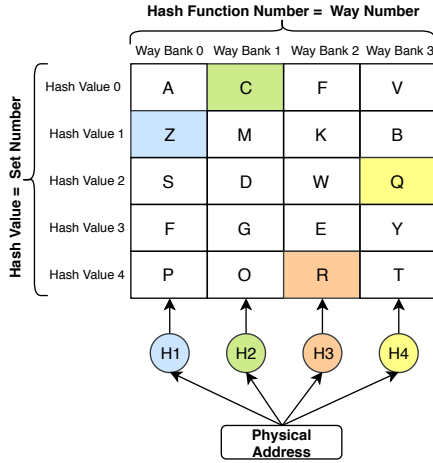 Hash Function Number = Way Number
Way Bank 0 Way Bank 1 Way Bank 2 Way Bank 3
Hash Value = Set Number
Hash Value 0 A C F V
Hash Value 1 Z M K B
Hash Value 2 S D W Q
Hash Value 3 F G E Y
Hash Value 4 P O R T
H1 H2 H3 H4
Physical
Address